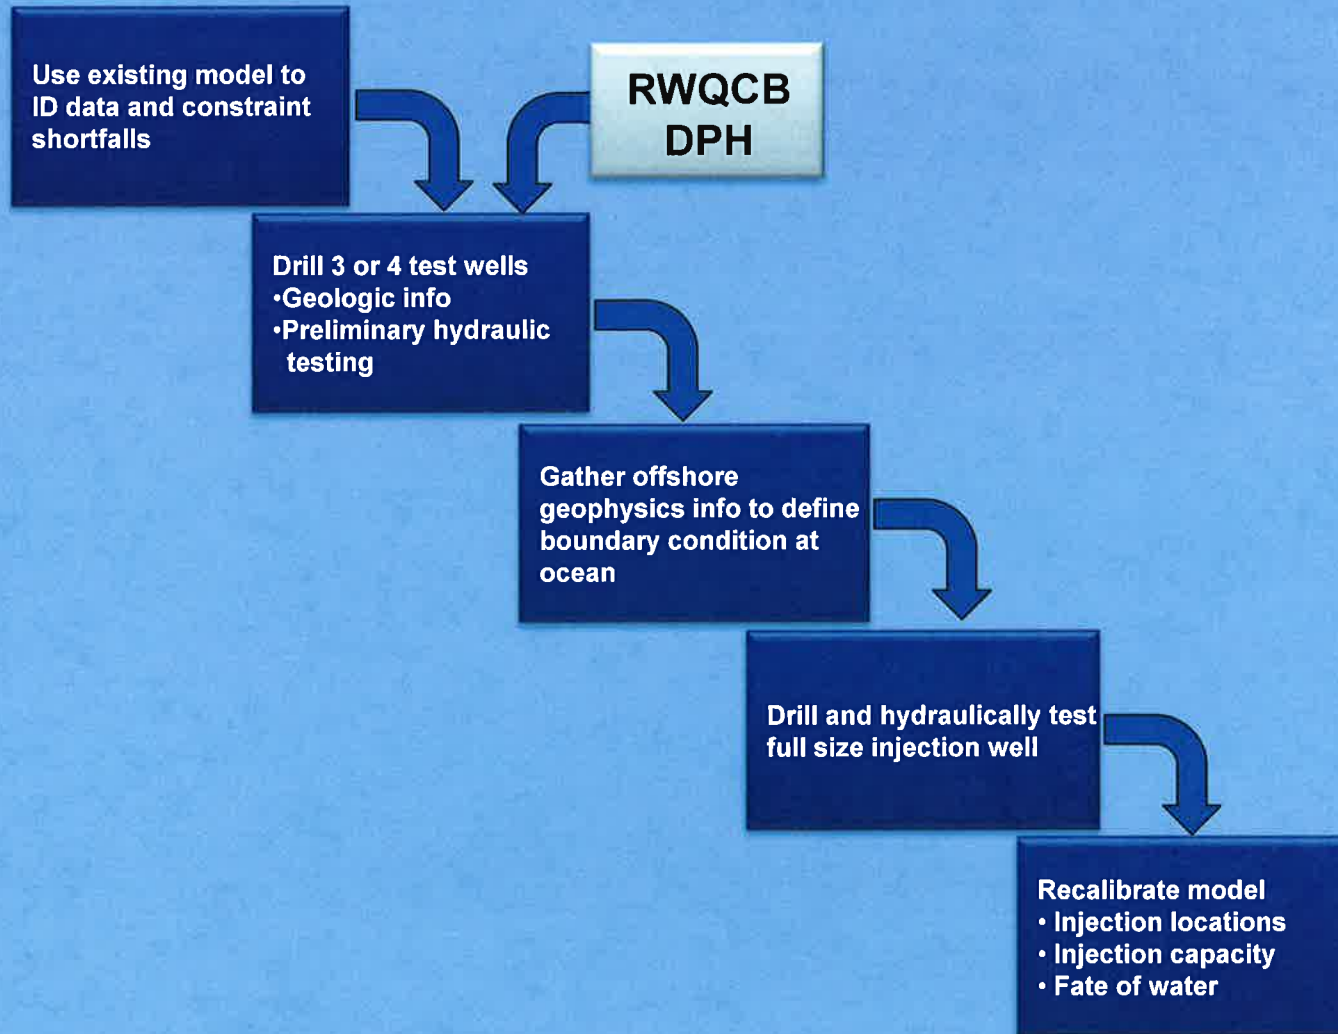 Use existing model to
ID data and constraint
shortfalls
RWQCB
DPH
Drill 3 or 4 test wells
•Geologic info
•Preliminary hydraulic
testing
Gather offshore
geophysics info to define
boundary condition at
ocean
Drill and hydraulically test
full size injection well
Recalibrate model
• Injection locations
• Injection capacity
• Fate of water